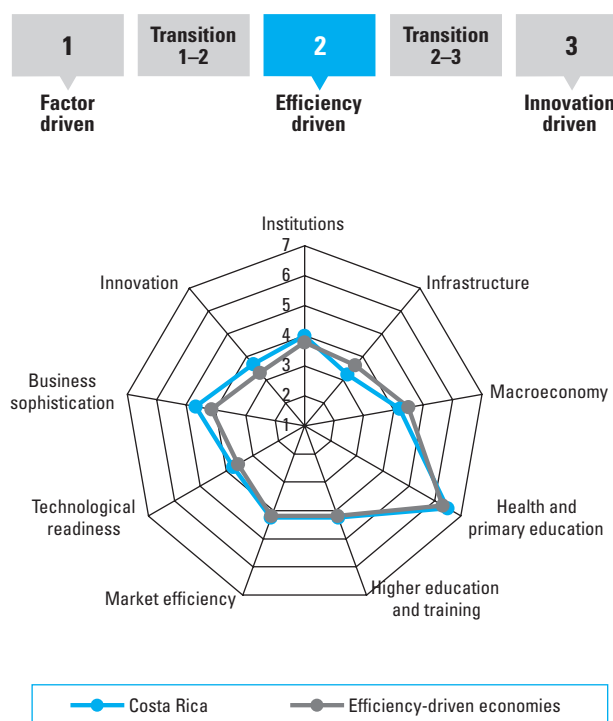 1
Transition
1–2
2
Transition
2–3
3
Factor
driven
Efficiency
driven
Innovation
driven
Institutions
7
6
5
4
3
2
1
Innovation
Infrastructure
Business
sophistication
Macroeconomy
Technological
readiness
Health and
primary education
Market efficiency
Higher education
and training
Costa Rica
Efficiency-driven economies